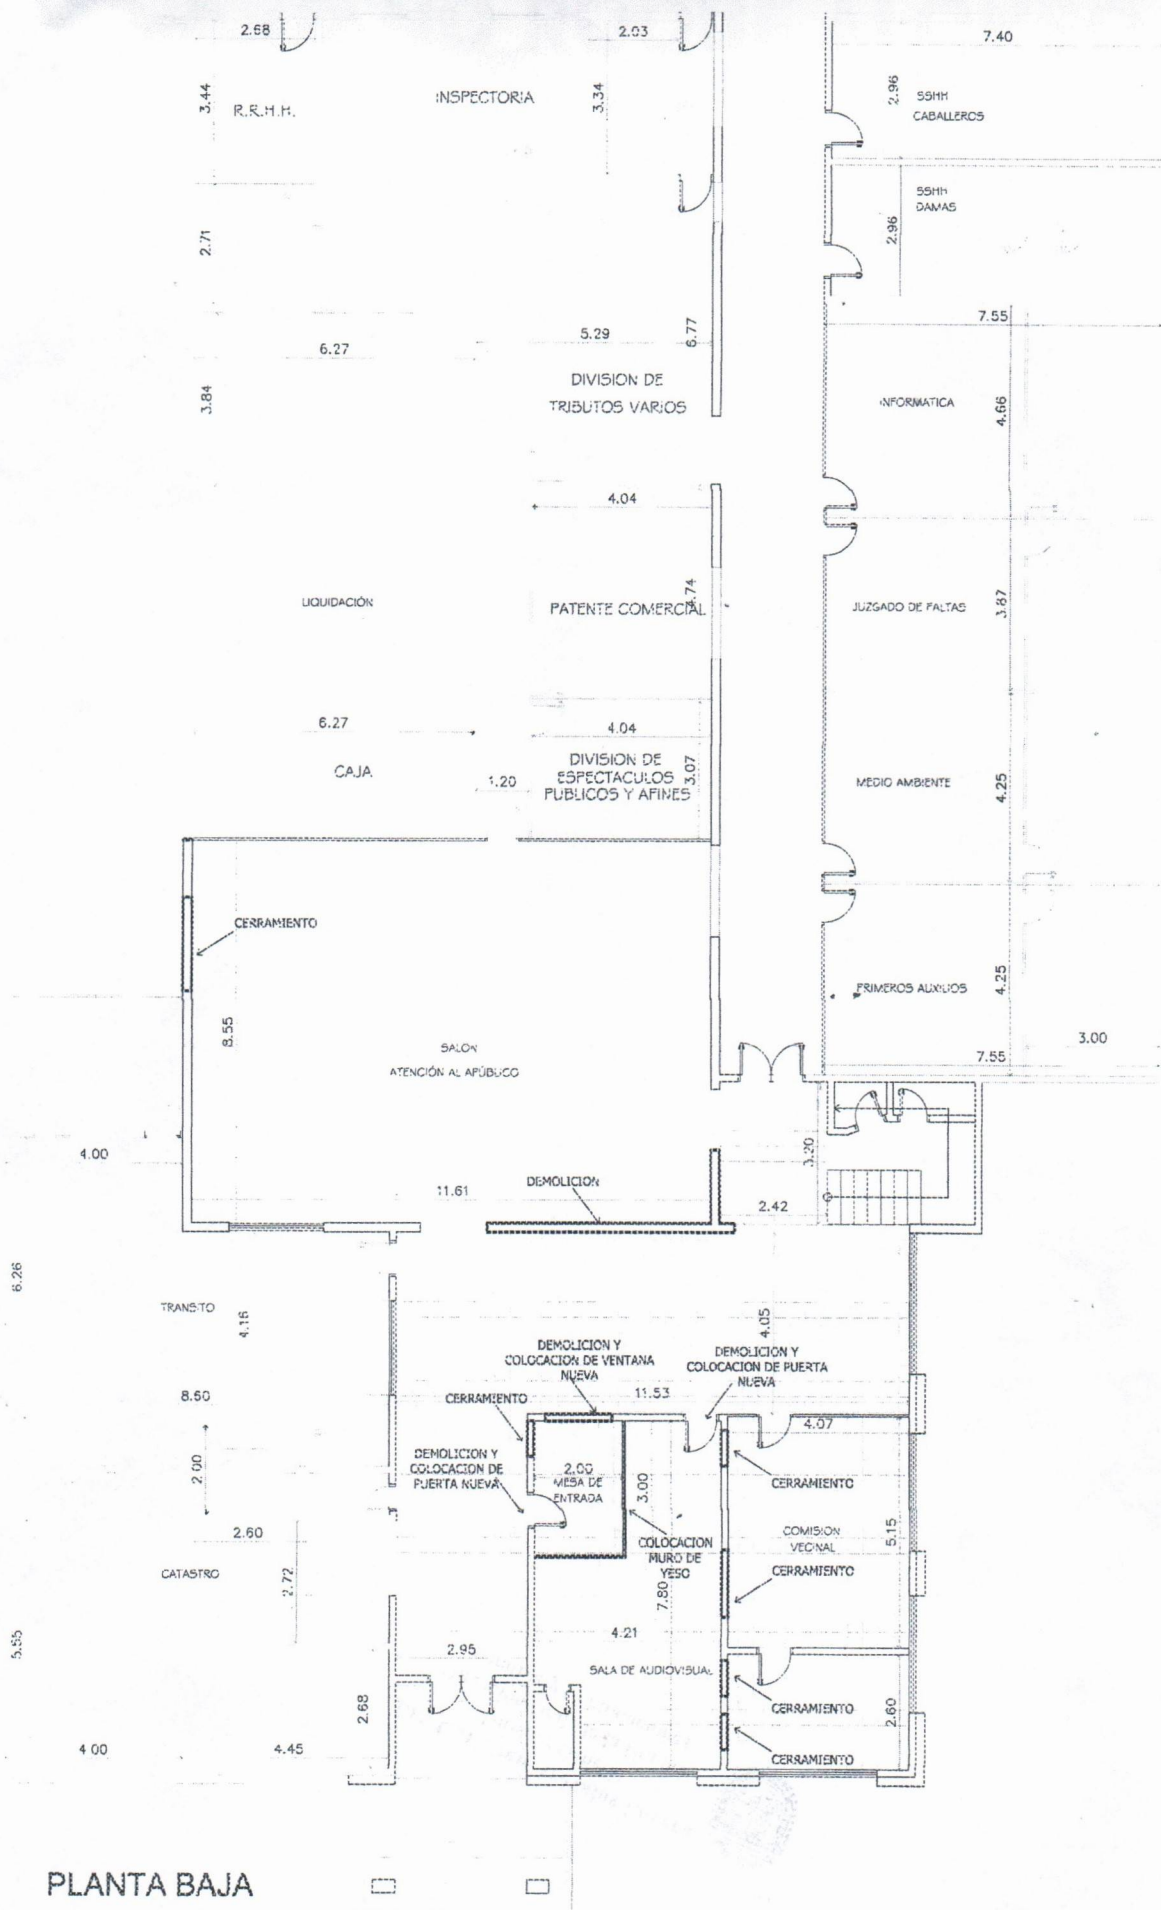 2.68
2.03
7.40
3.44
R.R.H.H.
INSPECTORIA
3.34
2.96
SSHH
CABALLEROS
SSHH
DAMAS
2.96
2.71
7.55
5.29
6.77
6.27
DIVISION DE
TRIBUTOS VARIOS
3.84
INFORMATICA
4.66
4.04
LIQUIDACIÓN
PATENTE COMERCIAL
JUZGADO DE FALTAS
3.87
6.27
4.04
CAJA
1.20
DIVISION DE
ESPECTACULOS
PUBLICOS Y AFINES
3.07
MEDIO AMBIENTE
4.25
CERRAMIENTO
PRIMEROS AUXILIOS
4.25
8.55
SALON
ATENCIÓN AL APÚBLICO
7.55
3.00
4.00
3.20
11.61
DEMOLICION
2.42
6.26
TRANSITO
4.16
4.05
DEMOLICION Y
COLOCACION DE VENTANA
NUEVA
DEMOLICION Y
COLOCACION DE PUERTA
NUEVA
8.50
CERRAMIENTO
11.53
4.07
2.00
DEMOLICION Y
COLOCACION DE
PUERTA NUEVA
2.00
MESA DE
ENTRADA
3.00
CERRAMIENTO
2.60
COLOCACION
MURO DE
YESO
COMISION
VECINAL
5.15
CATASTRO
2.72
CERRAMIENTO
7.80
4.21
5.55
2.95
SALA DE AUDIOVISUAL
2.68
CERRAMIENTO
2.60
4.00
4.45
CERRAMIENTO
PLANTA BAJA